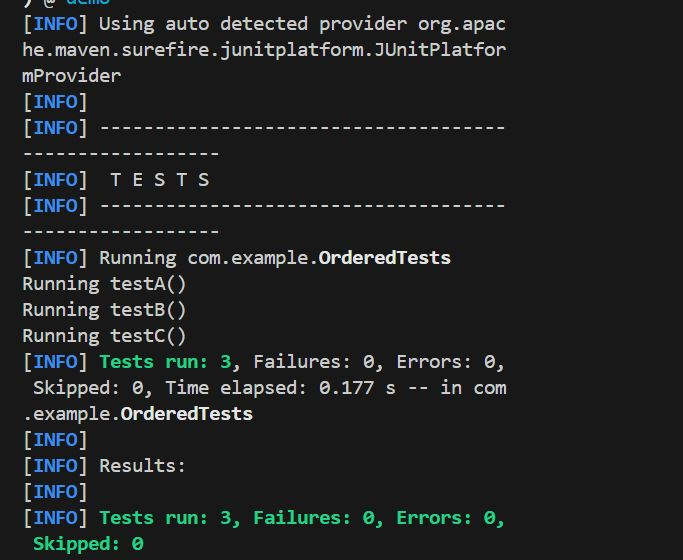 ) @ demo
[INFO] Using auto detected provider org.apac
he.maven.surefire.junitplatform.JUnitPlatfor
mProvider
[INFO]
[INFO] -------------------------------------
------------------
[INFO]  T E S T S
[INFO] -------------------------------------
------------------
[INFO] Running com.example.OrderedTests
Running testA()
Running testB()
Running testC()
[INFO] Tests run: 3, Failures: 0, Errors: 0,
 Skipped: 0, Time elapsed: 0.177 s -- in com
.example.OrderedTests
[INFO]
[INFO] Results:
[INFO]
[INFO] Tests run: 3, Failures: 0, Errors: 0,
 Skipped: 0